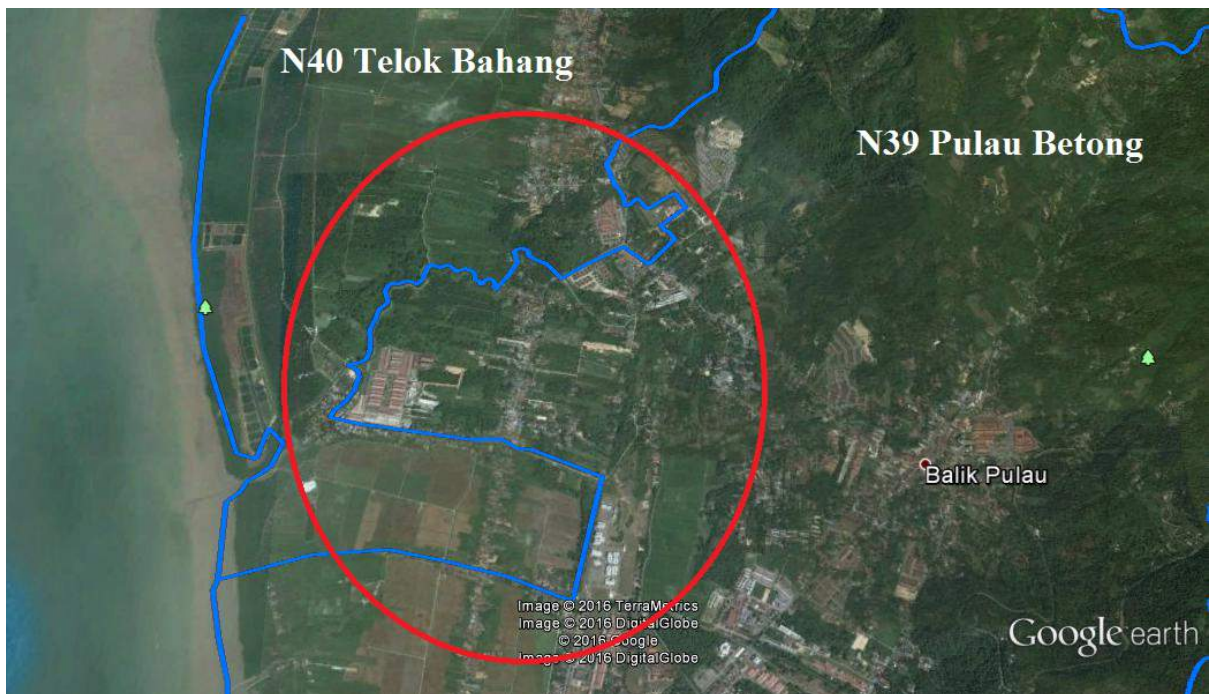 N40 Telok Bahang
N39 Pulau Betong
Balik Pulau
Image © 2016 TerraMetrics
Image © 2016 DigitalGlobe
© 2016 Google
Image © 2016 DigitalGlobe
Google earth